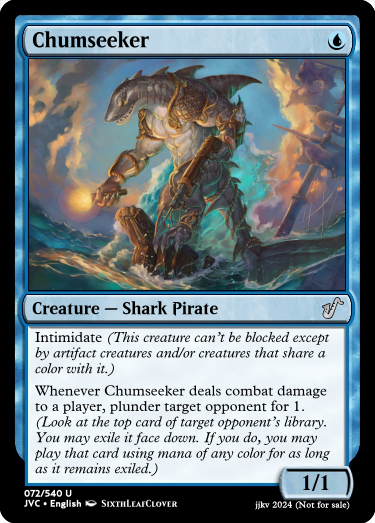 Chumseeker
Creature — Shark Pirate
Intimidate (This creature can't be blocked except
by artifact creatures and/or creatures that share a
color with it.)
Whenever Chumseeker deals combat damage
to a player, plunder target opponent for 1.
(Look at the top card of target opponent's library.
You may exile it face down. If you do, you may
play that card using mana of any color for as long
as it remains exiled.)
1/1
072/540 U
JVC • English SixthLeafClover
jjkv 2024 (Not for sale)